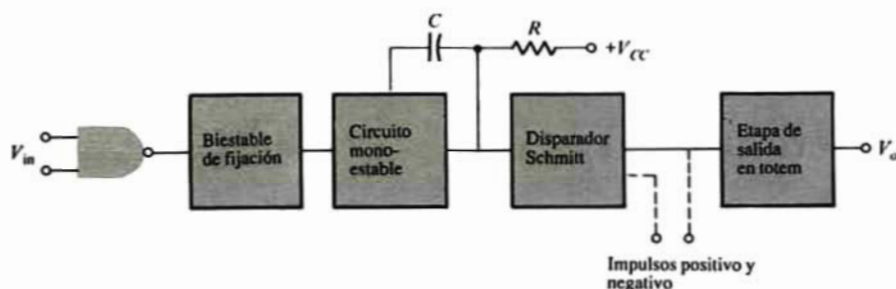 C
R
+V_CC
V_in
Biestable
de fijación
Circuito
mono-
estable
Disparador
Schmitt
Etapa de
salida
en totem
V_o
Impulsos positivo y
negativo